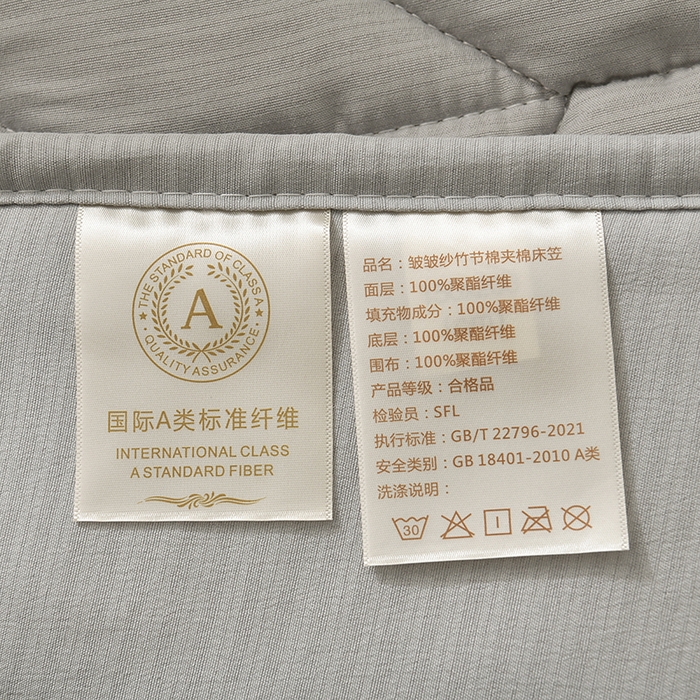 THE STANDARD OF CLASS A
A
QUALITY ASSURANCE
国际A类标准纤维
INTERNATIONAL CLASS
A STANDARD FIBER
品名：皱皱纱竹节棉夹棉床笠
面层：100%聚酯纤维
填充物成分：100%聚酯纤维
底层：100%聚酯纤维
围布：100%聚酯纤维
产品等级：合格品
检验员：SFL
执行标准：GB/T 22796-2021
安全类别：GB 18401-2010 A类
洗涤说明：
30